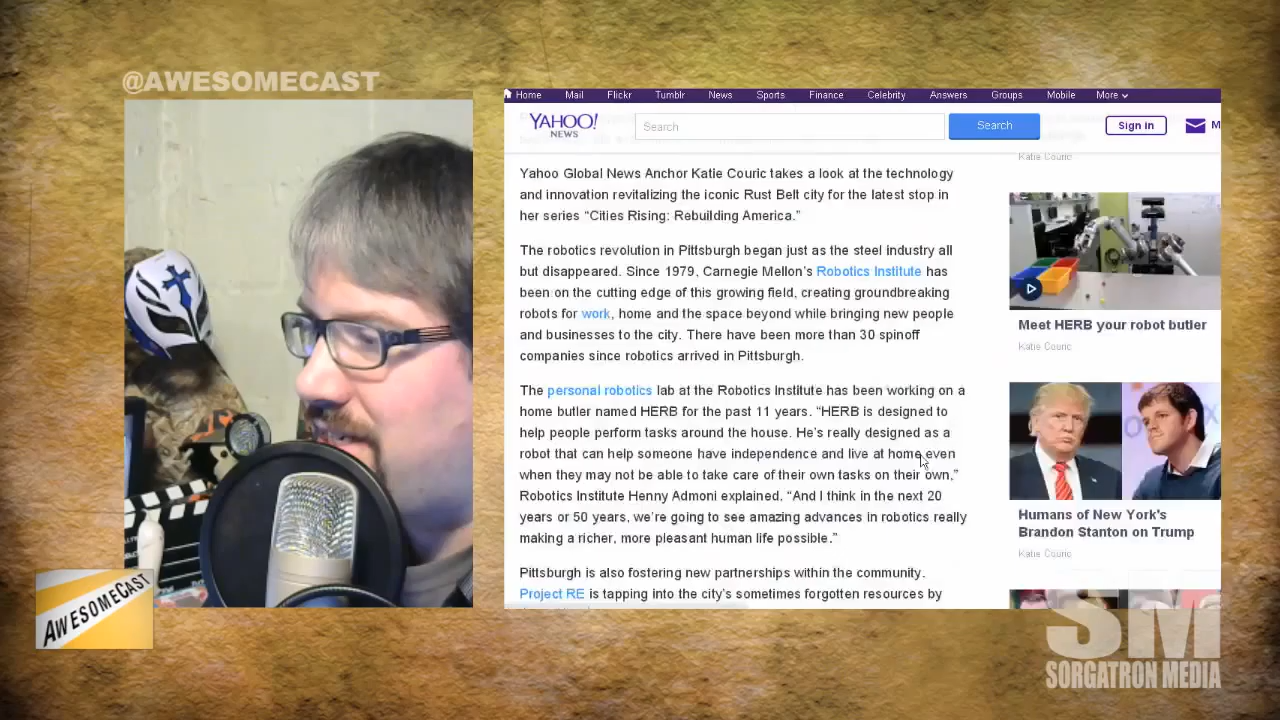 @AWESOMECAST
Home Mail Flickr Tumblr News Sports Finance Celebrity Answers Groups Mobile More
YAHOO!
NEWS
Search
Search
Sign in
M
Yahoo Global News Anchor Katie Couric takes a look at the technology
and innovation revitalizing the iconic Rust Belt city for the latest stop in
her series “Cities Rising: Rebuilding America.”
The robotics revolution in Pittsburgh began just as the steel industry all
but disappeared. Since 1979, Carnegie Mellon’s Robotics Institute has
been on the cutting edge of this growing field, creating groundbreaking
robots for work, home and the space beyond while bringing new people
and businesses to the city. There have been more than 30 spinoff
companies since robotics arrived in Pittsburgh.
The personal robotics lab at the Robotics Institute has been working on a
home butler named HERB for the past 11 years. “HERB is designed to
help people perform tasks around the house. He’s really designed as a
robot that can help someone have independence and live at home even
when they may not be able to take care of their own tasks on their own,”
Robotics Institute Henny Admoni explained. “And I think in the next 20
years or 50 years, we’re going to see amazing advances in robotics really
making a richer, more pleasant human life possible.”
Pittsburgh is also fostering new partnerships within the community.
Project RE is tapping into the city’s sometimes forgotten resources by
Katie Couric
Meet HERB your robot butler
Katie Couric
Humans of New York's
Brandon Stanton on Trump
Katie Couric
AWESOMECAST
SM
SORGATRON MEDIA